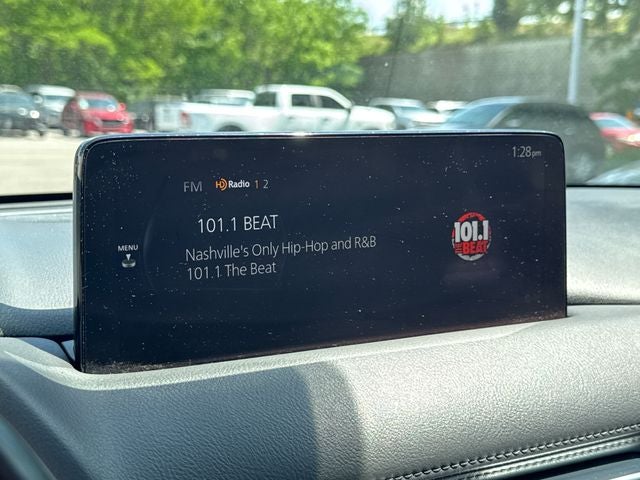 1:28pm
FM HD Radio 1 2
101.1 BEAT
Nashville's Only Hip-Hop and R&B
101.1 The Beat
MENU
101.1
THE BEAT